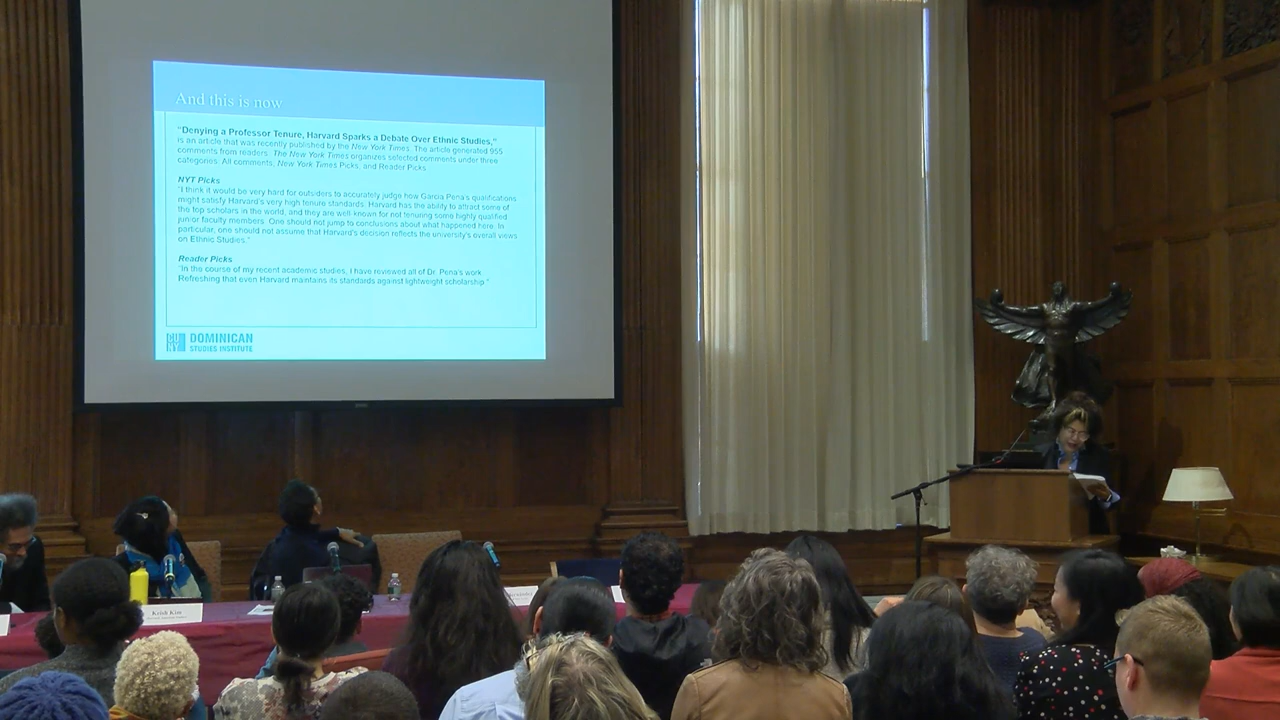 And this is now
"Denying a Professor Tenure, Harvard Sparks a Debate Over Ethnic Studies,"
is an article that was recently published by the New York Times. The article generated 955
comments from readers. The New York Times organizes selected comments under three
categories: All comments, New York Times Picks, and Reader Picks.
NYT Picks
"I think it would be very hard for outsiders to accurately judge how Garcia Pena's qualifications
might satisfy Harvard's very high tenure standards. Harvard has the ability to attract some of
the top scholars in the world, and they are well-known for not tenuring some highly qualified
junior faculty members. One should not jump to conclusions about what happened here. In
particular, one should not assume that Harvard's decision reflects the university's overall views
on Ethnic Studies."
Reader Picks
"In the course of my recent academic studies, I have reviewed all of Dr. Pena's work
Refreshing that even Harvard maintains its standards against lightweight scholarship."
CU
NY
DOMINICAN
STUDIES INSTITUTE
Krish Kim